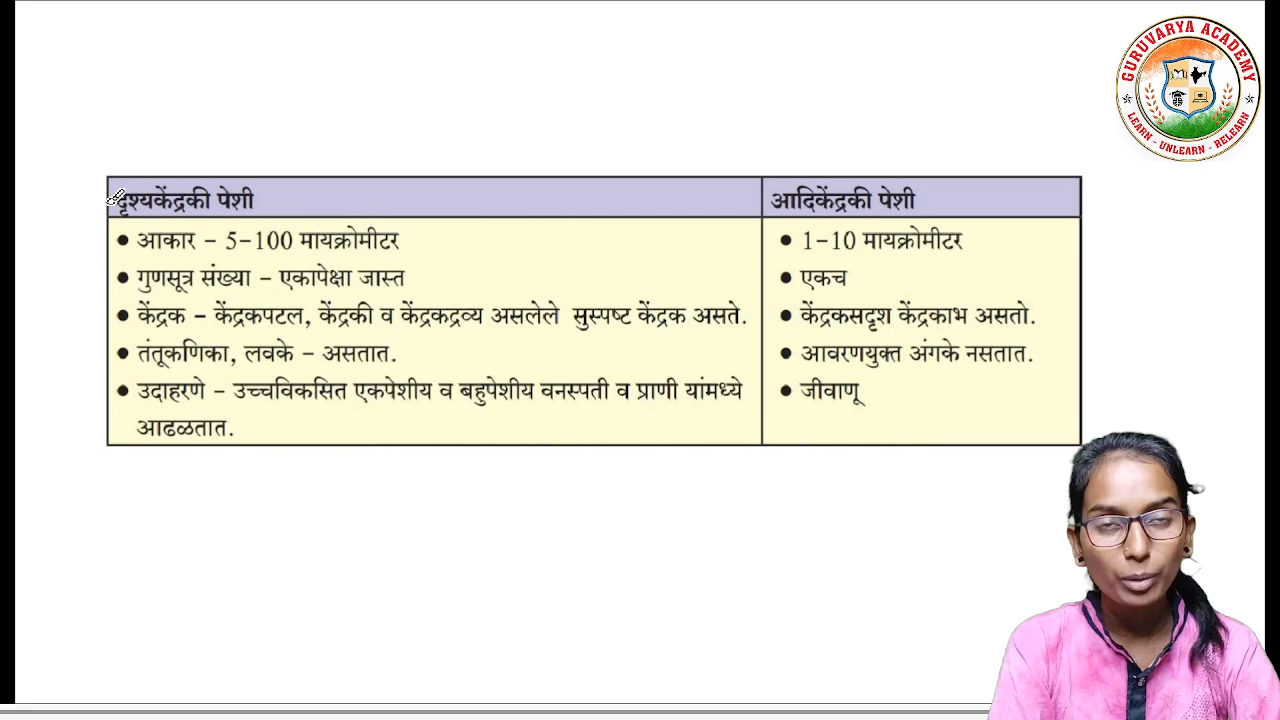 GURUVARYA ACADEMY
LEARN - UNLEARN - RELEARN
दृश्यकेंद्रकी पेशी
आदिकेंद्रकी पेशी
• आकार – 5–100 मायक्रोमीटर
• 1–10 मायक्रोमीटर
• गुणसूत्र संख्या – एकापेक्षा जास्त
• एकच
• केंद्रक – केंद्रकपटल, केंद्रकी व केंद्रकद्रव्य असलेले सुस्पष्ट केंद्रक असते.
• केंद्रकसदृश केंद्रकाभ असतो.
• तंतूकणिका, लवके – असतात.
• आवरणयुक्त अंगके नसतात.
• उदाहरणे – उच्चविकसित एकपेशीय व बहुपेशीय वनस्पती व प्राणी यांमध्ये
आढळतात.
• जीवाणू